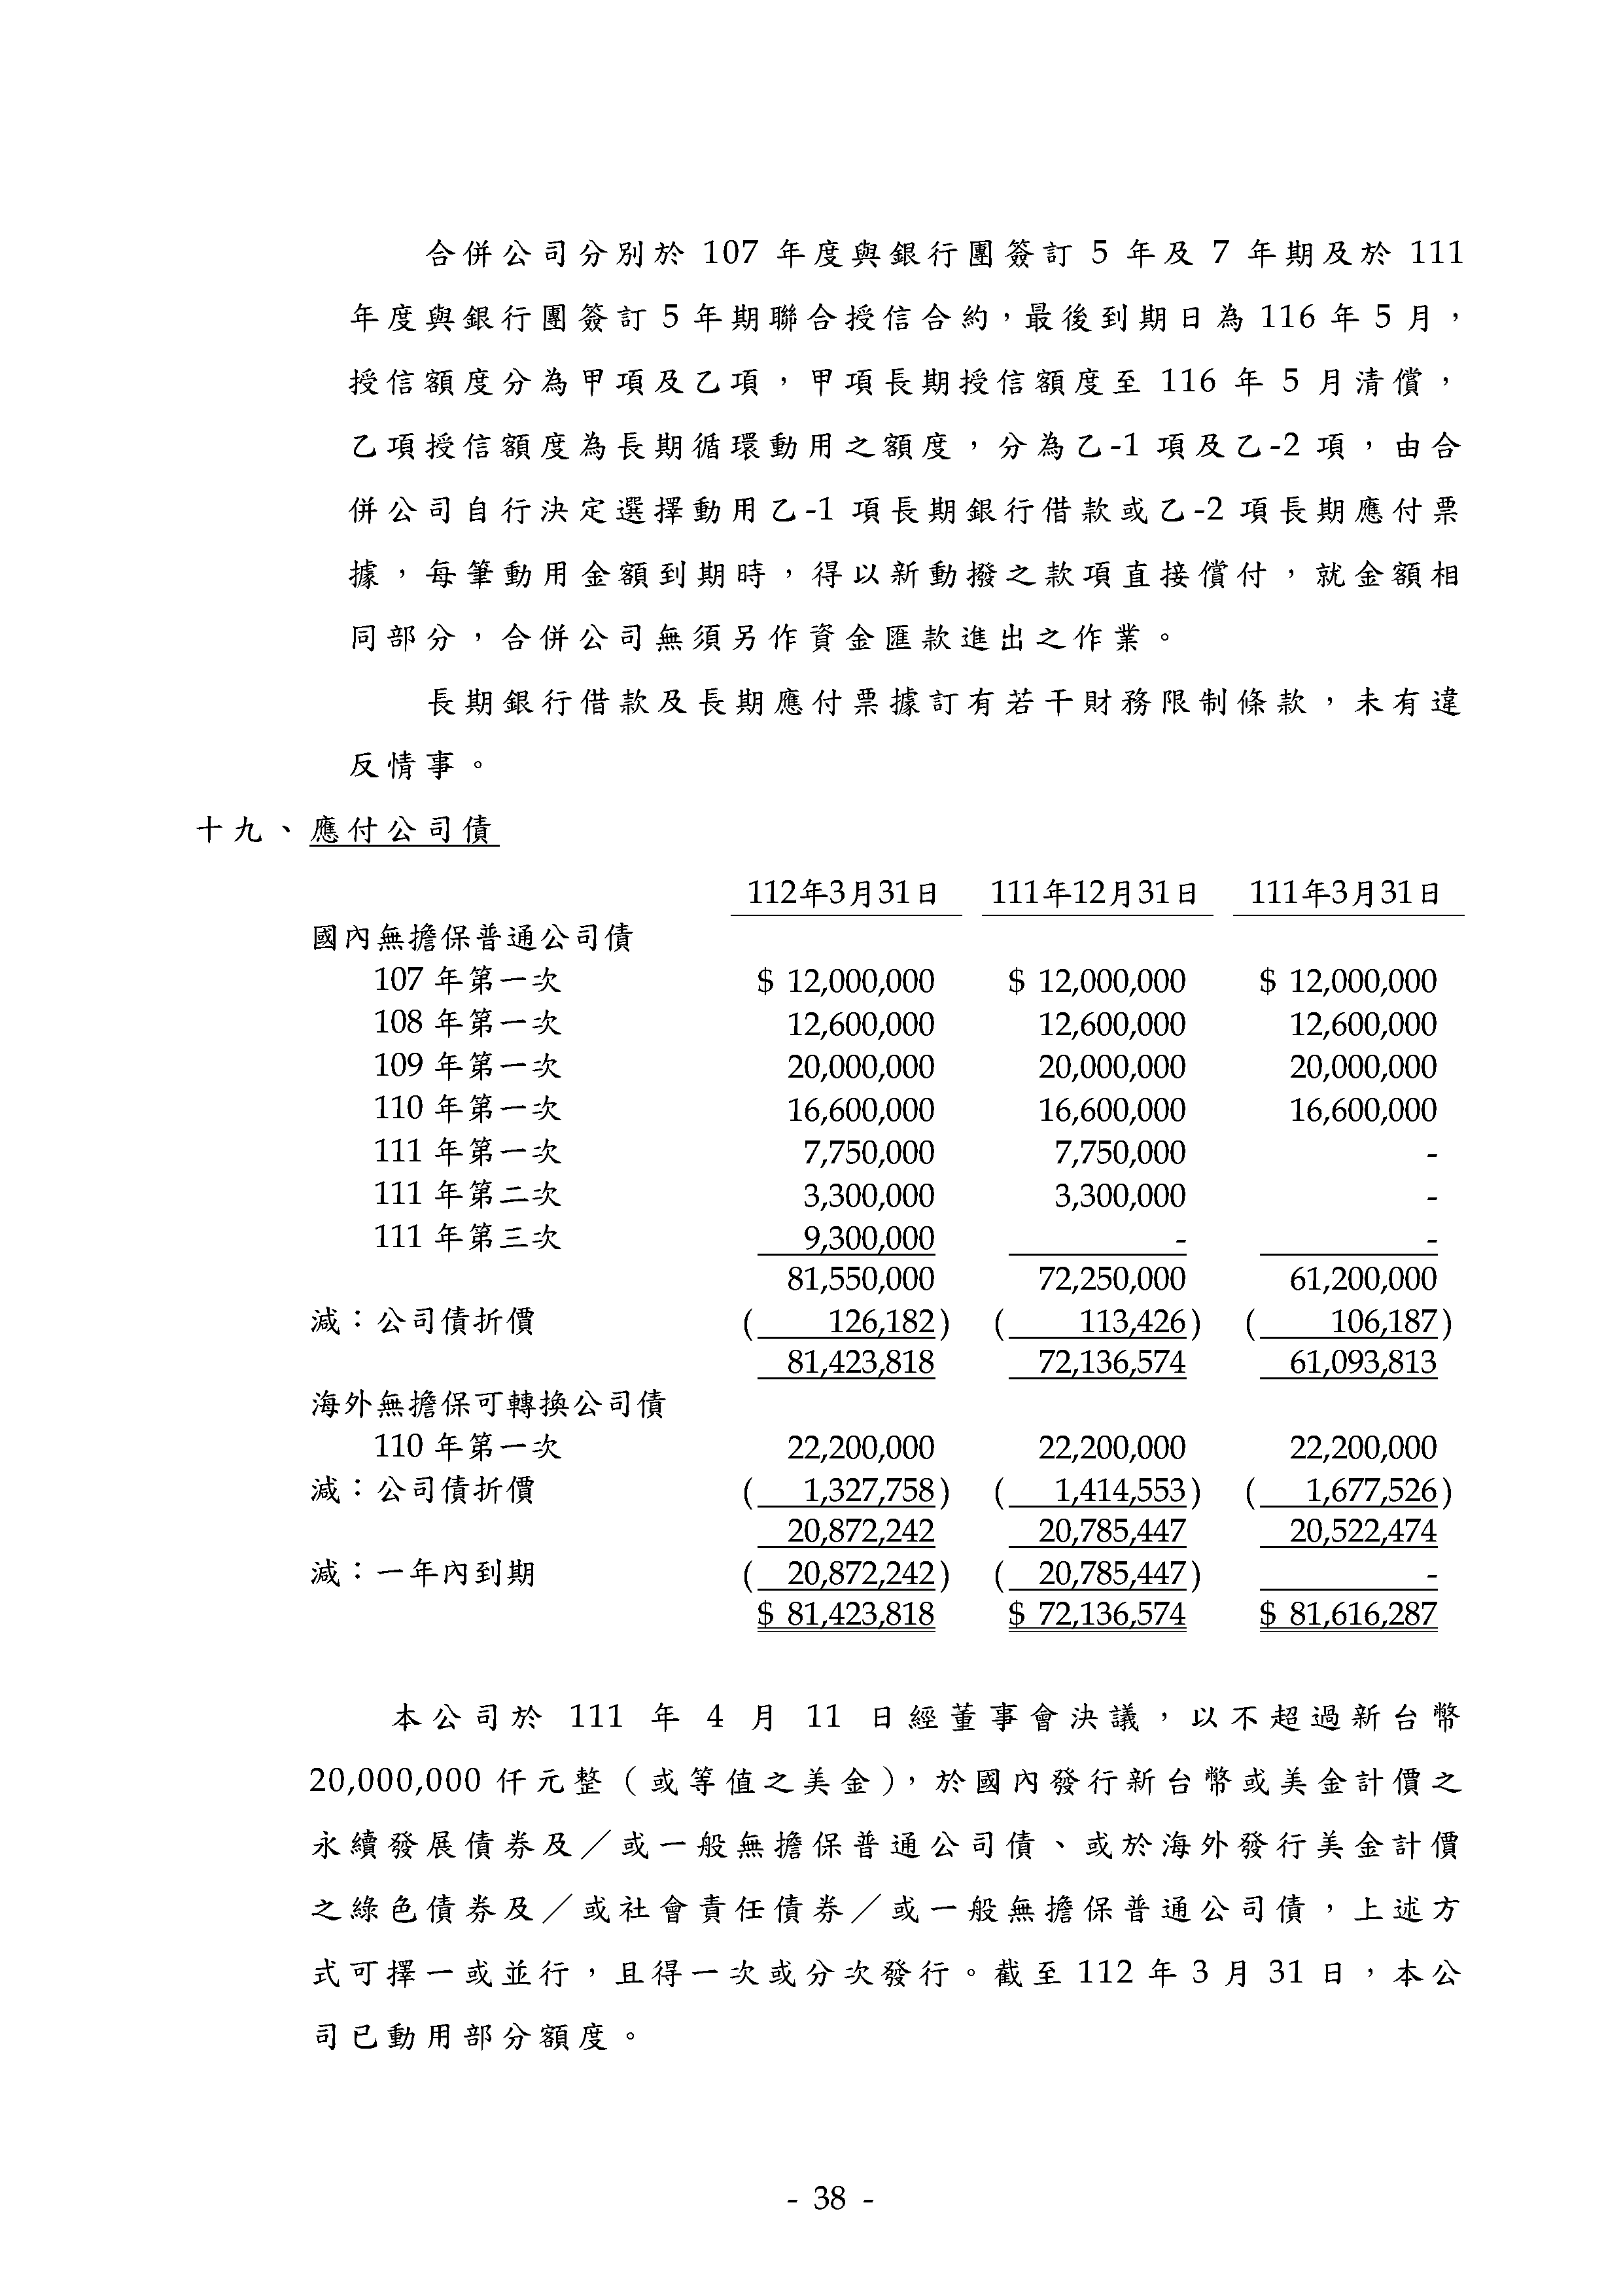 合併公司分別於 107 年度與銀行團簽訂 5 年及 7 年期及於 111
年度與銀行團簽訂 5 年期聯合授信合約，最後到期日為 116 年 5 月，
授信額度分為甲項及乙項，甲項長期授信額度至 116 年 5 月清償，
乙項授信額度為長期循環動用之額度，分為乙-1 項及乙-2 項，由合
併公司自行決定選擇動用乙-1 項長期銀行借款或乙-2 項長期應付票
據，每筆動用金額到期時，得以新動撥之款項直接償付，就金額相
同部分，合併公司無須另作資金匯款進出之作業。
長期銀行借款及長期應付票據訂有若干財務限制條款，未有違
反情事。
十九、應付公司債
112年3月31日 111年12月31日 111年3月31日
國內無擔保普通公司債
107 年第一次 $ 12,000,000 $ 12,000,000 $ 12,000,000
108 年第一次 12,600,000 12,600,000 12,600,000
109 年第一次 20,000,000 20,000,000 20,000,000
110 年第一次 16,600,000 16,600,000 16,600,000
111 年第一次 7,750,000 7,750,000 -
111 年第二次 3,300,000 3,300,000 -
111 年第三次 9,300,000 - -
81,550,000 72,250,000 61,200,000
減：公司債折價 ( 126,182) ( 113,426) ( 106,187)
81,423,818 72,136,574 61,093,813
海外無擔保可轉換公司債
110 年第一次 22,200,000 22,200,000 22,200,000
減：公司債折價 ( 1,327,758) ( 1,414,553) ( 1,677,526)
20,872,242 20,785,447 20,522,474
減：一年內到期 ( 20,872,242) ( 20,785,447) -
$ 81,423,818 $ 72,136,574 $ 81,616,287
本公司於 111 年 4 月 11 日經董事會決議，以不超過新台幣
20,000,000 仟元整（或等值之美金），於國內發行新台幣或美金計價之
永續發展債券及／或一般無擔保普通公司債、或於海外發行美金計價
之綠色債券及／或社會責任債券／或一般無擔保普通公司債，上述方
式可擇一或並行，且得一次或分次發行。截至 112 年 3 月 31 日，本公
司已動用部分額度。
- 38 -